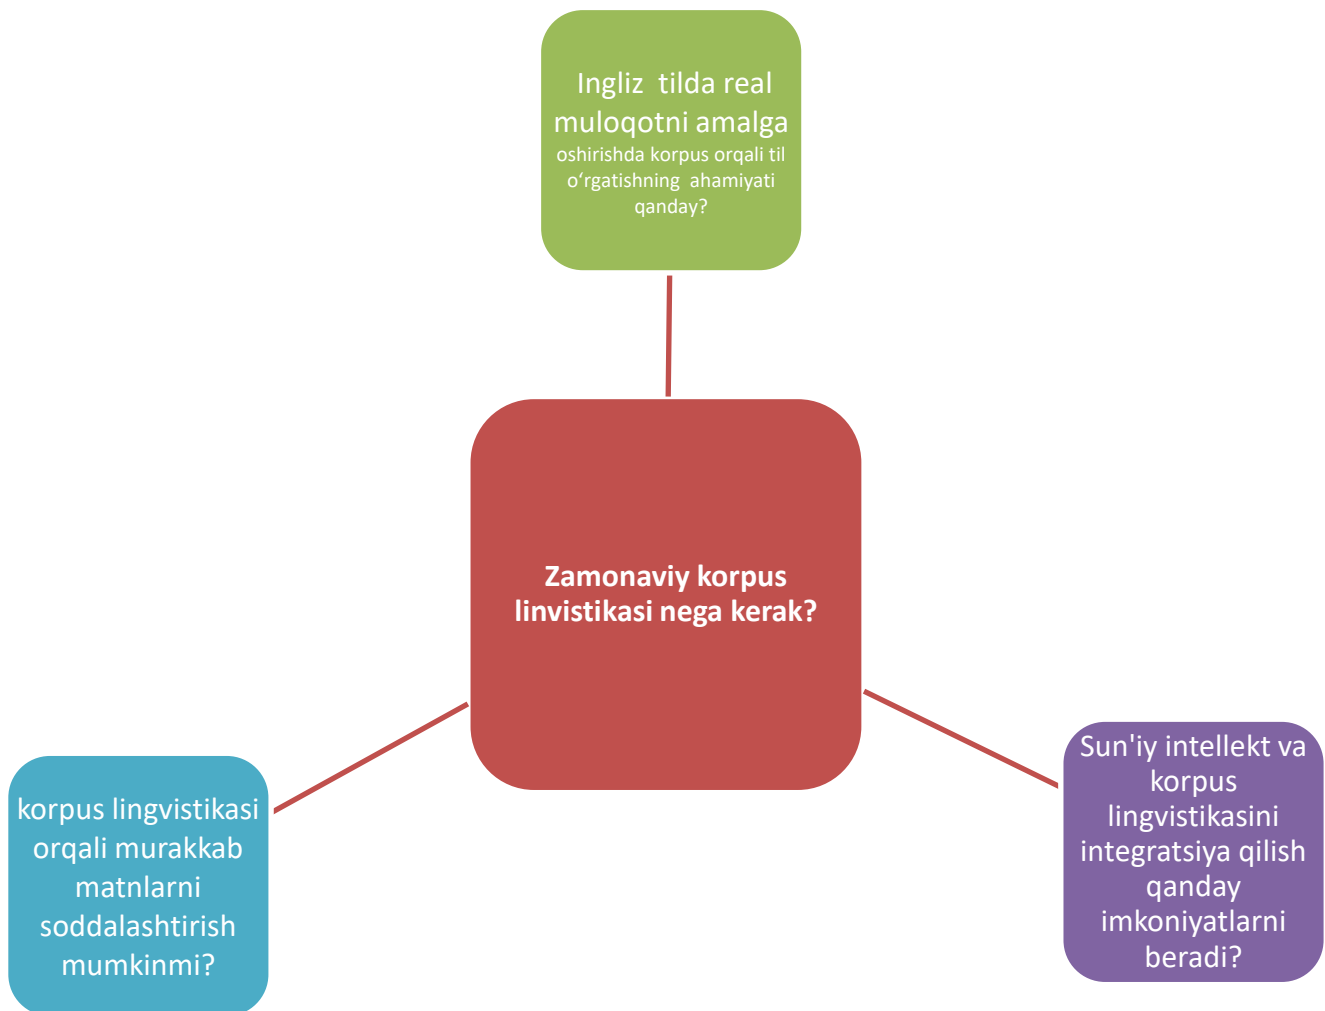 Ingliz  tilda real
muloqotni amalga
oshirishda korpus orqali til
o‘rgatishning  ahamiyati
qanday?
Zamonaviy korpus
linvistikasi nega kerak?
Sun'iy intellekt va
korpus
lingvistikasini
integratsiya qilish
qanday
imkoniyatlarni
beradi?
korpus lingvistikasi
orqali murakkab
matnlarni
soddalashtirish
mumkinmi?